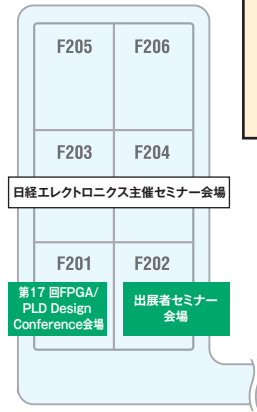 F205 F206
F203 F204
日経エレクトロニクス主催セミナー会場
F201 F202
第17回FPGA/
PLD Design
Conference会場
出展者セミナー
会場